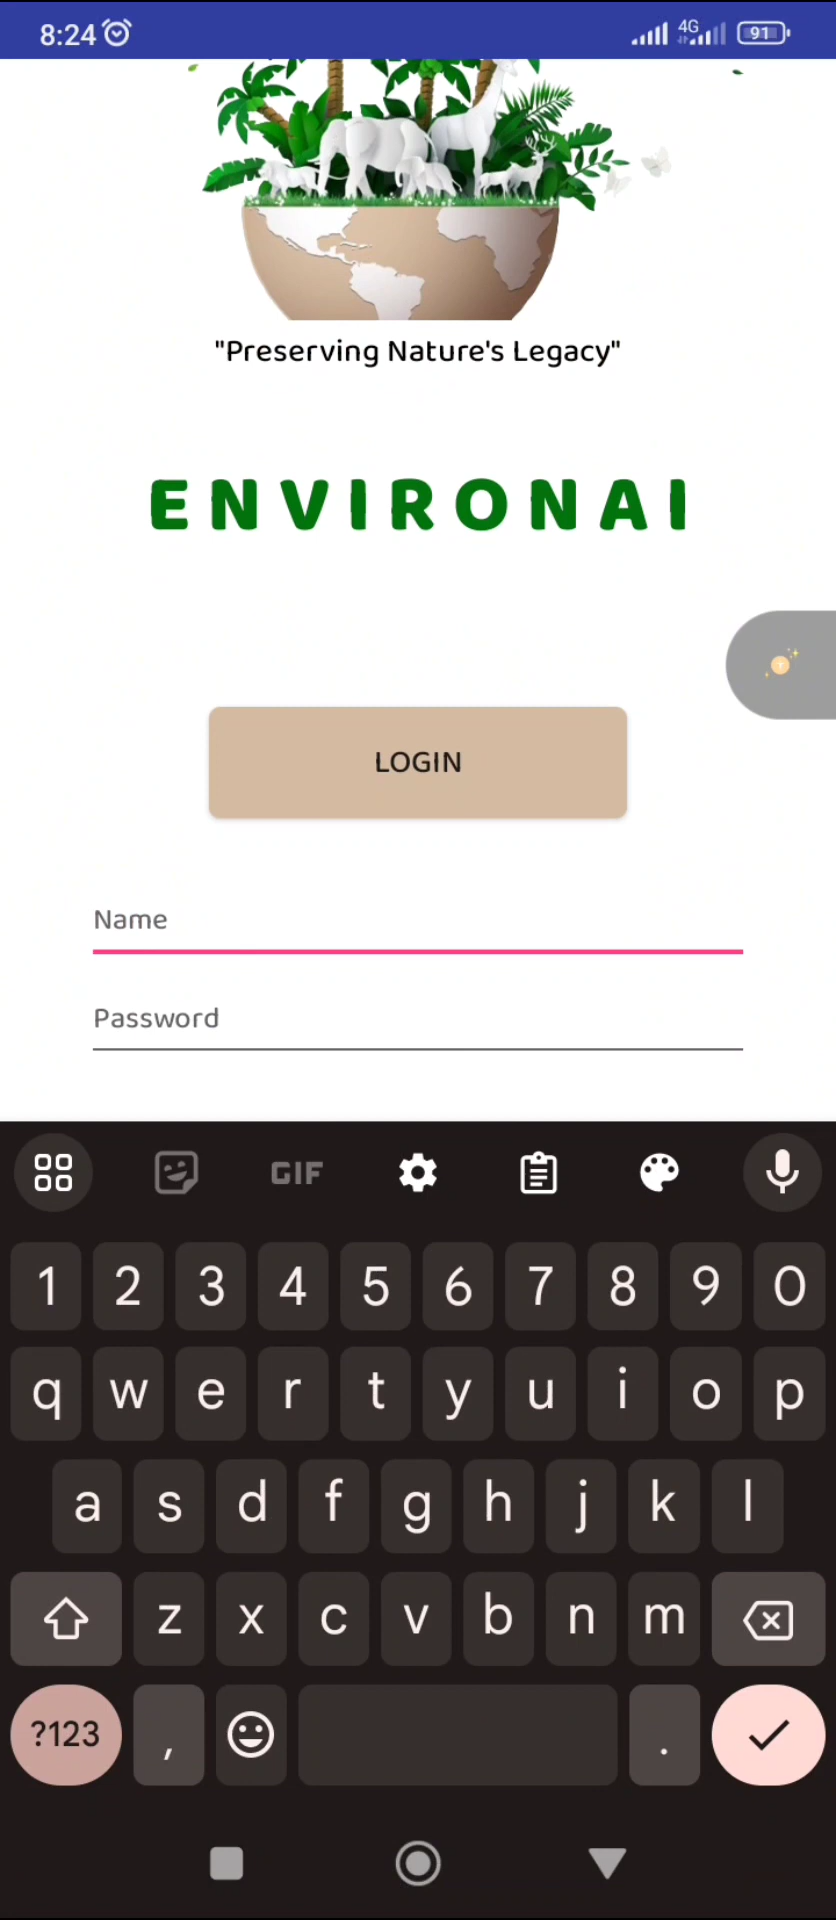 8:24 4G 91
"Preserving Nature's Legacy"
ENVIRONAI
LOGIN
Name
Password
GIF
1 2 3 4 5 6 7 8 9 0
q w e r t y u i o p
a s d f g h j k l
z x c v b n m
?123 , .